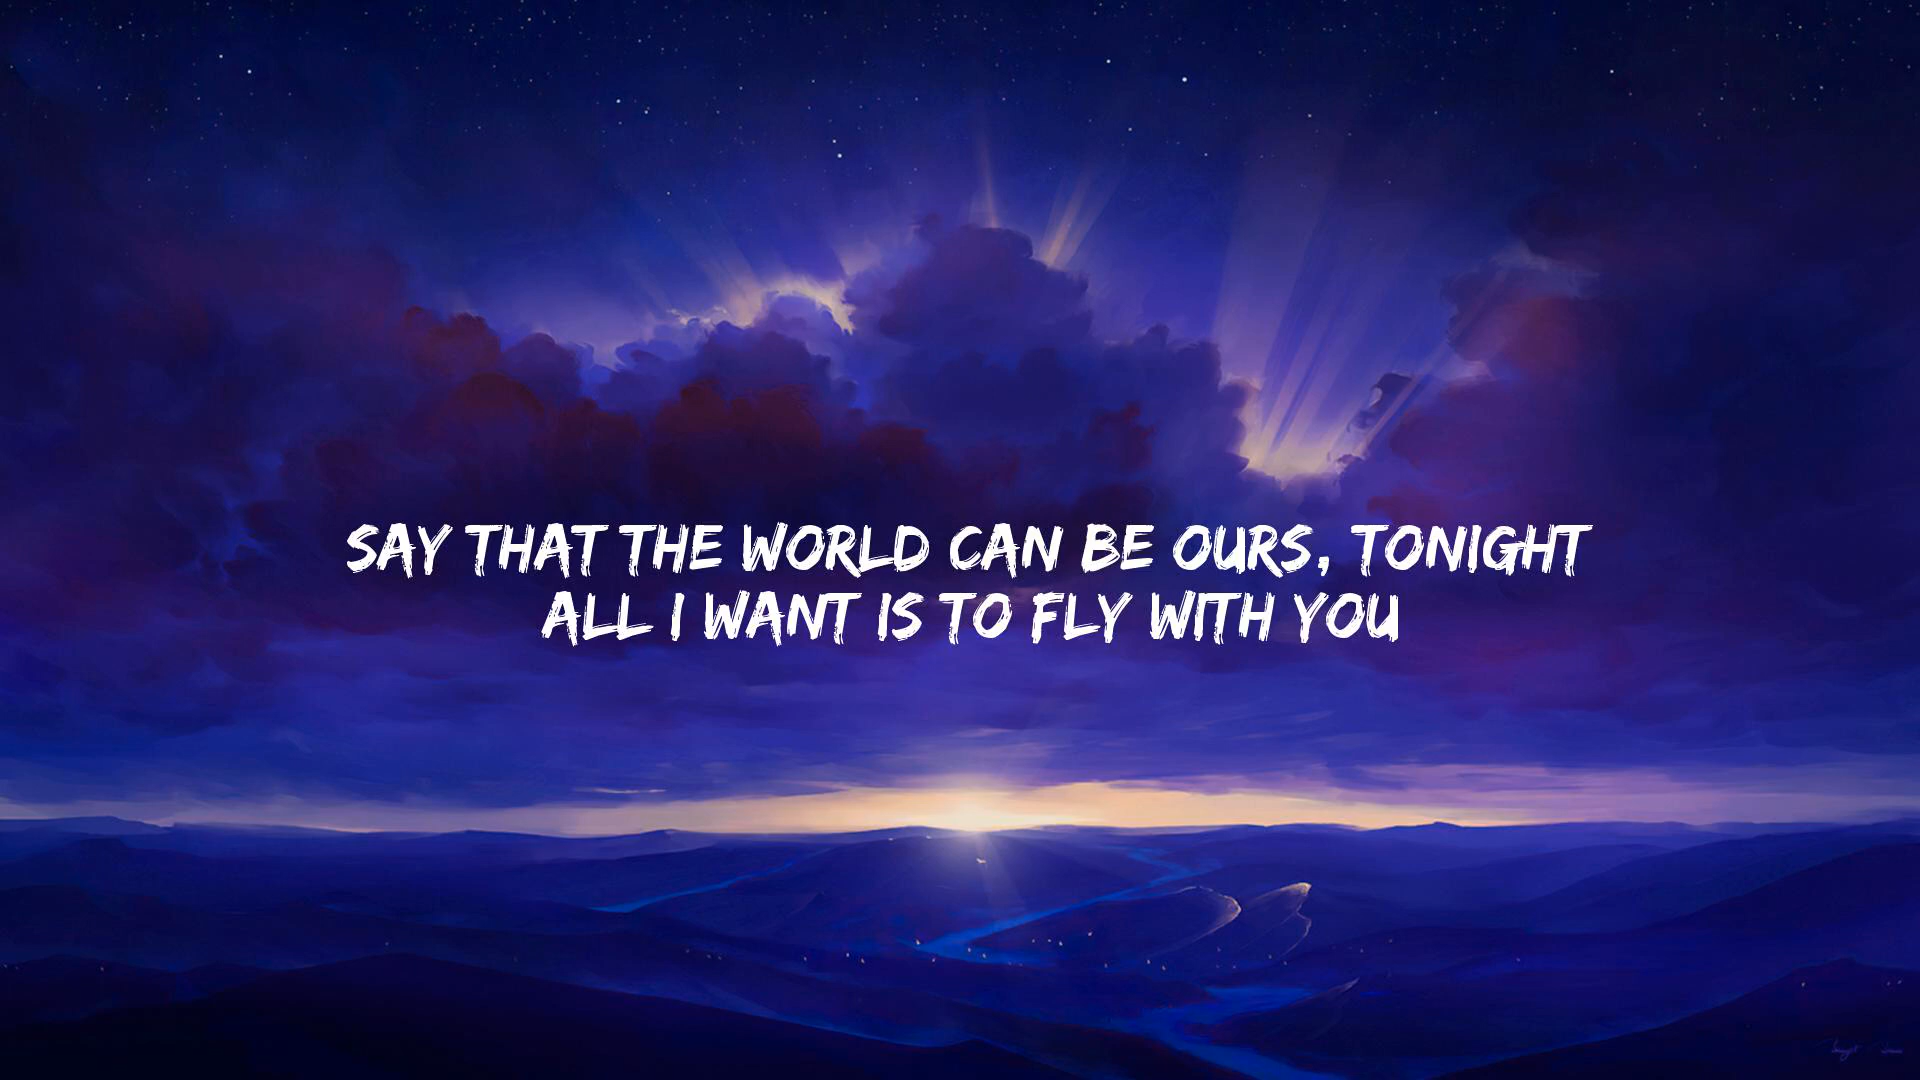 SAY THAT THE WORLD CAN BE OURS, TONIGHT
ALL I WANT IS TO FLY WITH YOU